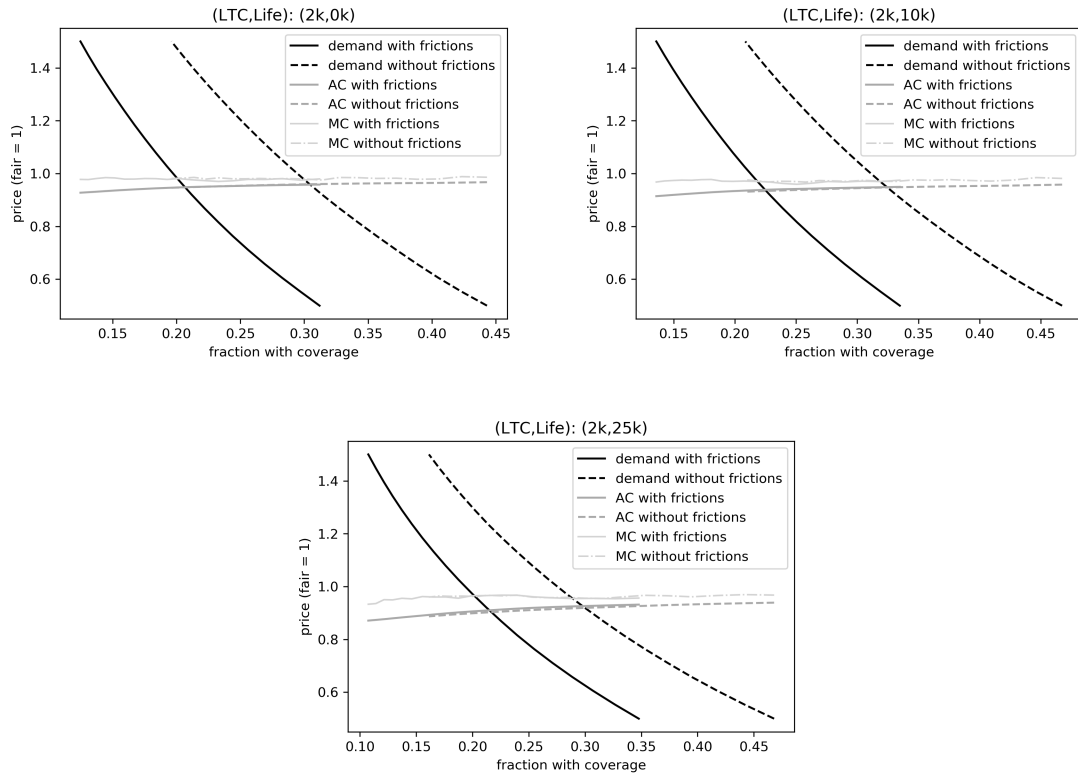 (LTC,Life): (2k,0k)
demand with frictions
demand without frictions
AC with frictions
AC without frictions
MC with frictions
MC without frictions
price (fair = 1)
1.4
1.2
1.0
0.8
0.6
0.15 0.20 0.25 0.30 0.35 0.40 0.45
fraction with coverage
(LTC,Life): (2k,10k)
demand with frictions
demand without frictions
AC with frictions
AC without frictions
MC with frictions
MC without frictions
price (fair = 1)
1.4
1.2
1.0
0.8
0.6
0.15 0.20 0.25 0.30 0.35 0.40 0.45
fraction with coverage
(LTC,Life): (2k,25k)
demand with frictions
demand without frictions
AC with frictions
AC without frictions
MC with frictions
MC without frictions
price (fair = 1)
1.4
1.2
1.0
0.8
0.6
0.10 0.15 0.20 0.25 0.30 0.35 0.40 0.45
fraction with coverage